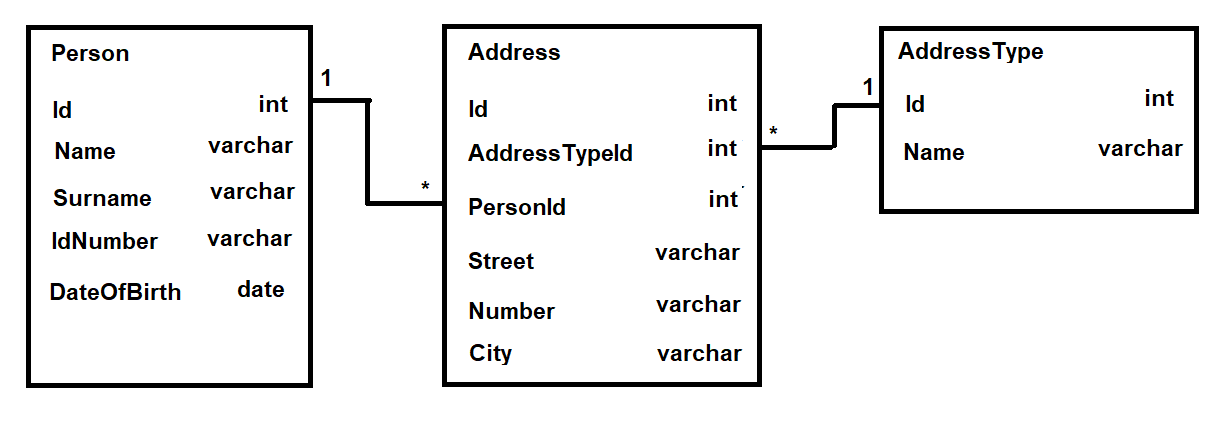 Person
Id int
Name varchar
Surname varchar
IdNumber varchar
DateOfBirth date
1
*
Address
Id int
AddressTypeId int
PersonId int
Street varchar
Number varchar
City varchar
*
1
AddressType
Id int
Name varchar